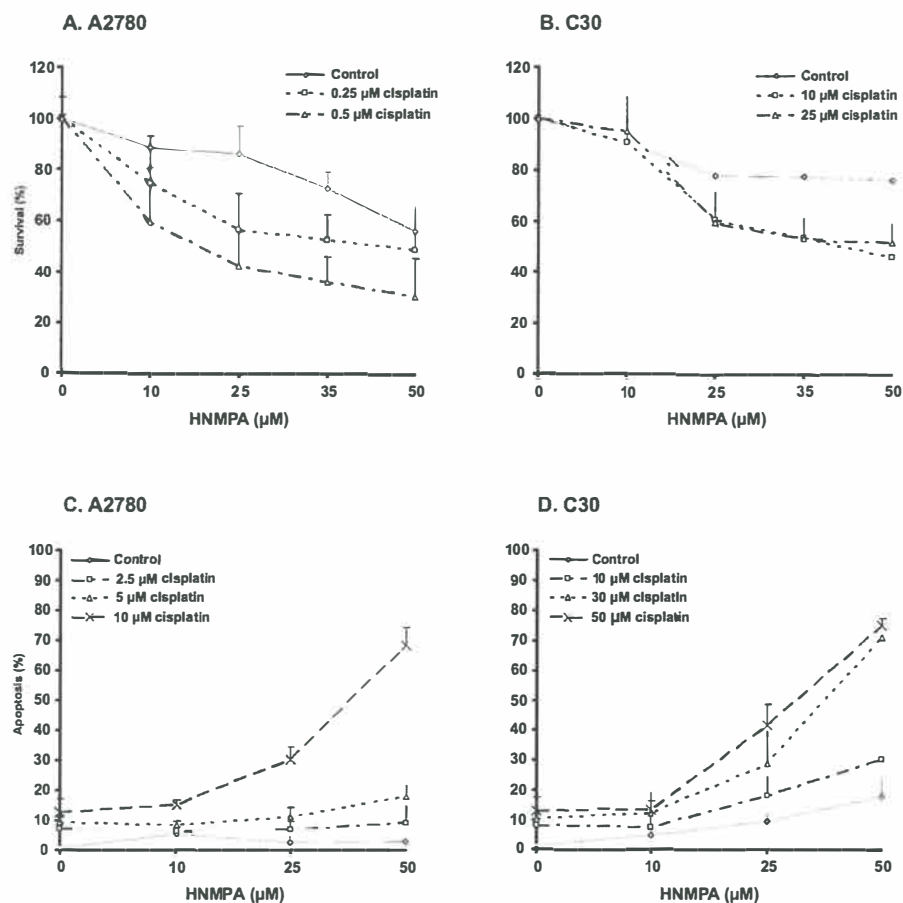 A. A2780
120
100
80
60
40
20
0
Survival (%)
Control
0.25 µM cisplatin
0.5 µM cisplatin
0
10
25
35
50
HNMPA (µM)
B. C30
120
100
80
60
40
20
0
Control
10 µM cisplatin
25 µM cisplatin
0
10
25
35
50
HNMPA (µM)
C. A2780
100
90
80
70
60
50
40
30
20
10
0
Apoptosis (%)
Control
2.5 µM cisplatin
5 µM cisplatin
10 µM cisplatin
0
10
25
50
HNMPA (µM)
D. C30
100
90
80
70
60
50
40
30
20
10
0
Control
10 µM cisplatin
30 µM cisplatin
50 µM cisplatin
0
10
25
50
HNMPA (µM)